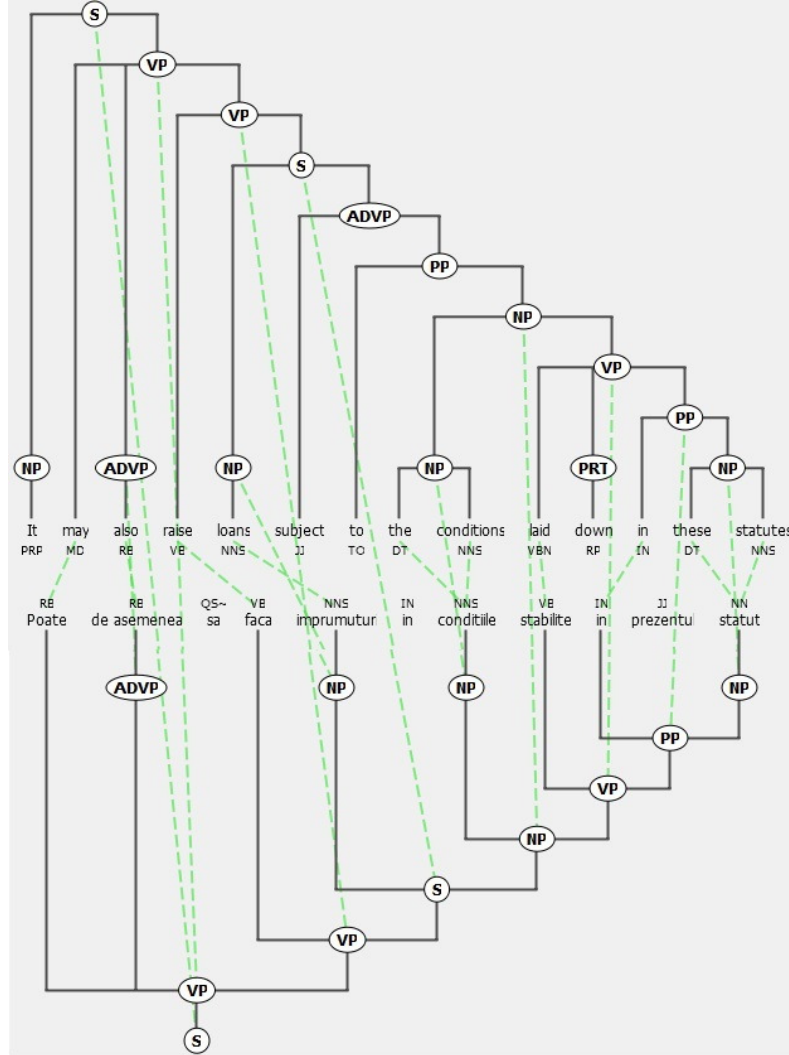 S
VP
VP
S
ADVP
PP
NP
VP
PP
NP ADVP NP NP PRT NP
It may also raise loans subject to the conditions laid down in these statutes
PRP MD RB VB NNS JJ TO DT NNS VBN RP IN DT NNS
RB RB QS~ VB NNS IN NNS VB IN JJ NN
Poate de asemenea sa faca imprumuturi in conditiile stabilite in prezentul statut
ADVP NP NP NP
PP
VP
NP
S
VP
VP
S